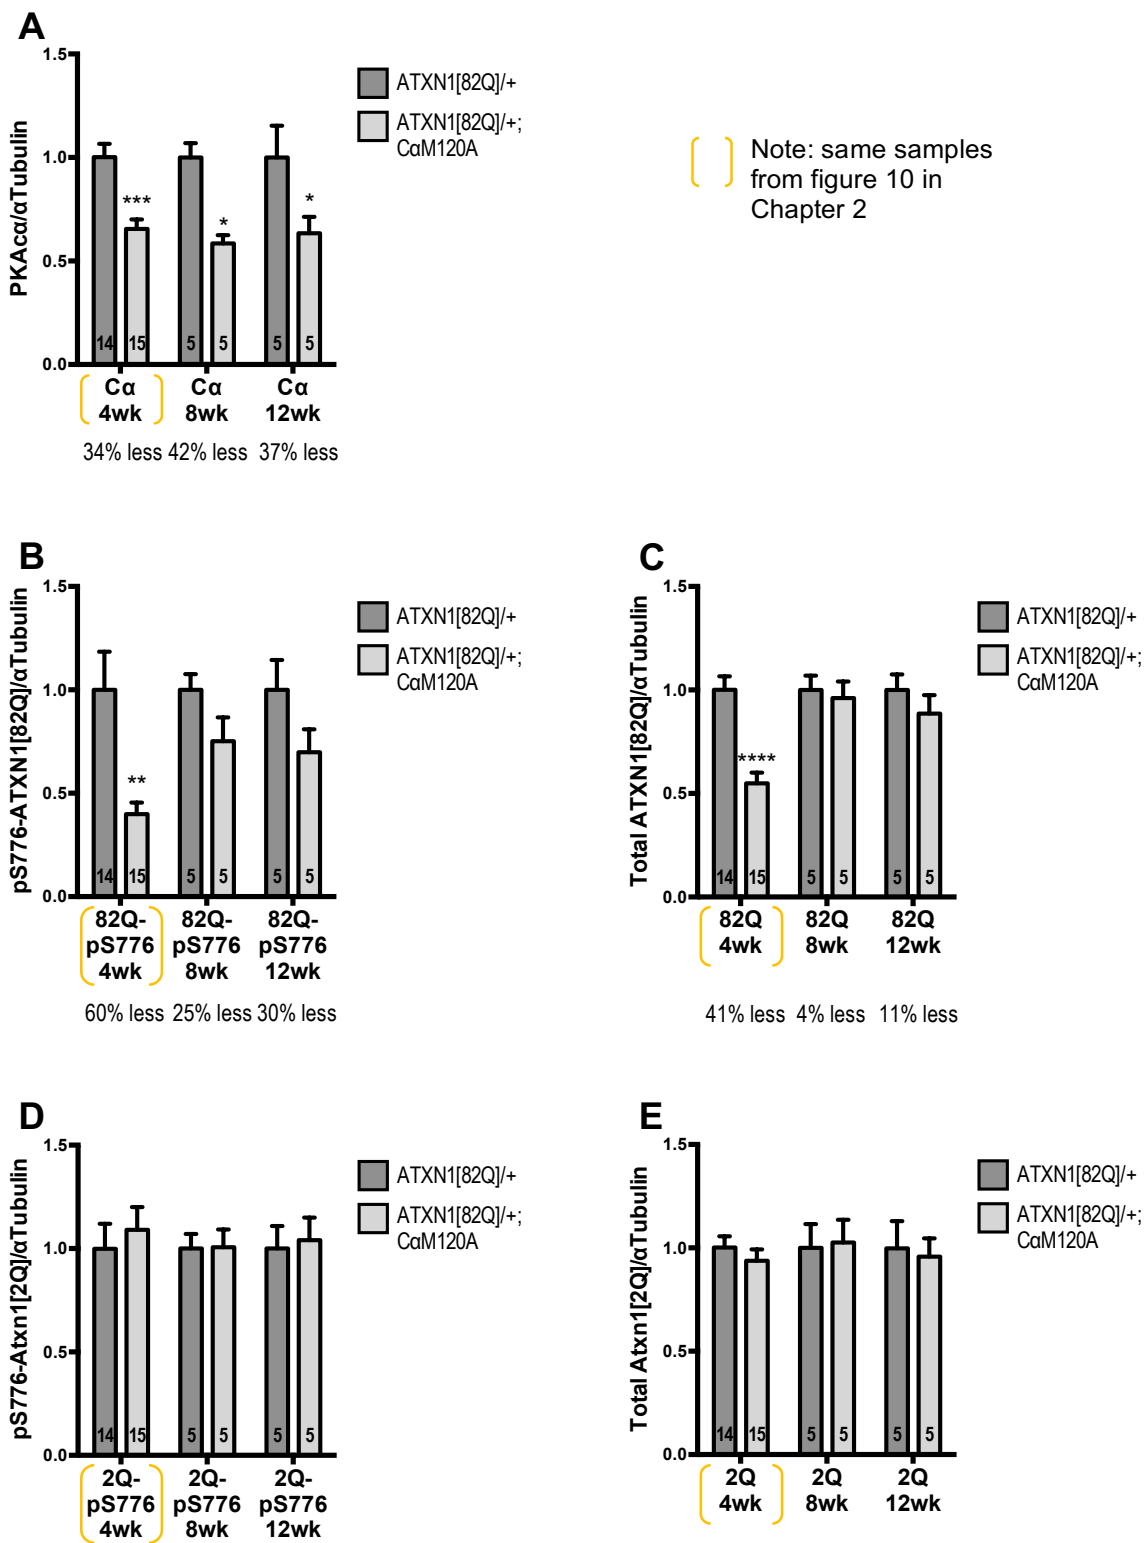 A
1.5
1.0
0.5
0.0
PKAcα/αTubulin
ATXN1[82Q]/+
ATXN1[82Q]/+;
CαM120A
***
*
*
14 15 5 5 5 5
Cα Cα Cα
4wk 8wk 12wk
34% less 42% less 37% less
Note: same samples
from figure 10 in
Chapter 2
B
1.5
1.0
0.5
0.0
pS776-ATXN1[82Q]/αTubulin
ATXN1[82Q]/+
ATXN1[82Q]/+;
CαM120A
**
14 15 5 5 5 5
82Q- 82Q- 82Q-
pS776 pS776 pS776
4wk 8wk 12wk
60% less 25% less 30% less
C
1.5
1.0
0.5
0.0
Total ATXN1[82Q]/αTubulin
ATXN1[82Q]/+
ATXN1[82Q]/+;
CαM120A
****
14 15 5 5 5 5
82Q 82Q 82Q
4wk 8wk 12wk
41% less 4% less 11% less
D
1.5
1.0
0.5
0.0
pS776-Atxn1[2Q]/αTubulin
ATXN1[82Q]/+
ATXN1[82Q]/+;
CαM120A
14 15 5 5 5 5
2Q- 2Q- 2Q-
pS776 pS776 pS776
4wk 8wk 12wk
E
1.5
1.0
0.5
0.0
Total Atxn1[2Q]/αTubulin
ATXN1[82Q]/+
ATXN1[82Q]/+;
CαM120A
14 15 5 5 5 5
2Q 2Q 2Q
4wk 8wk 12wk